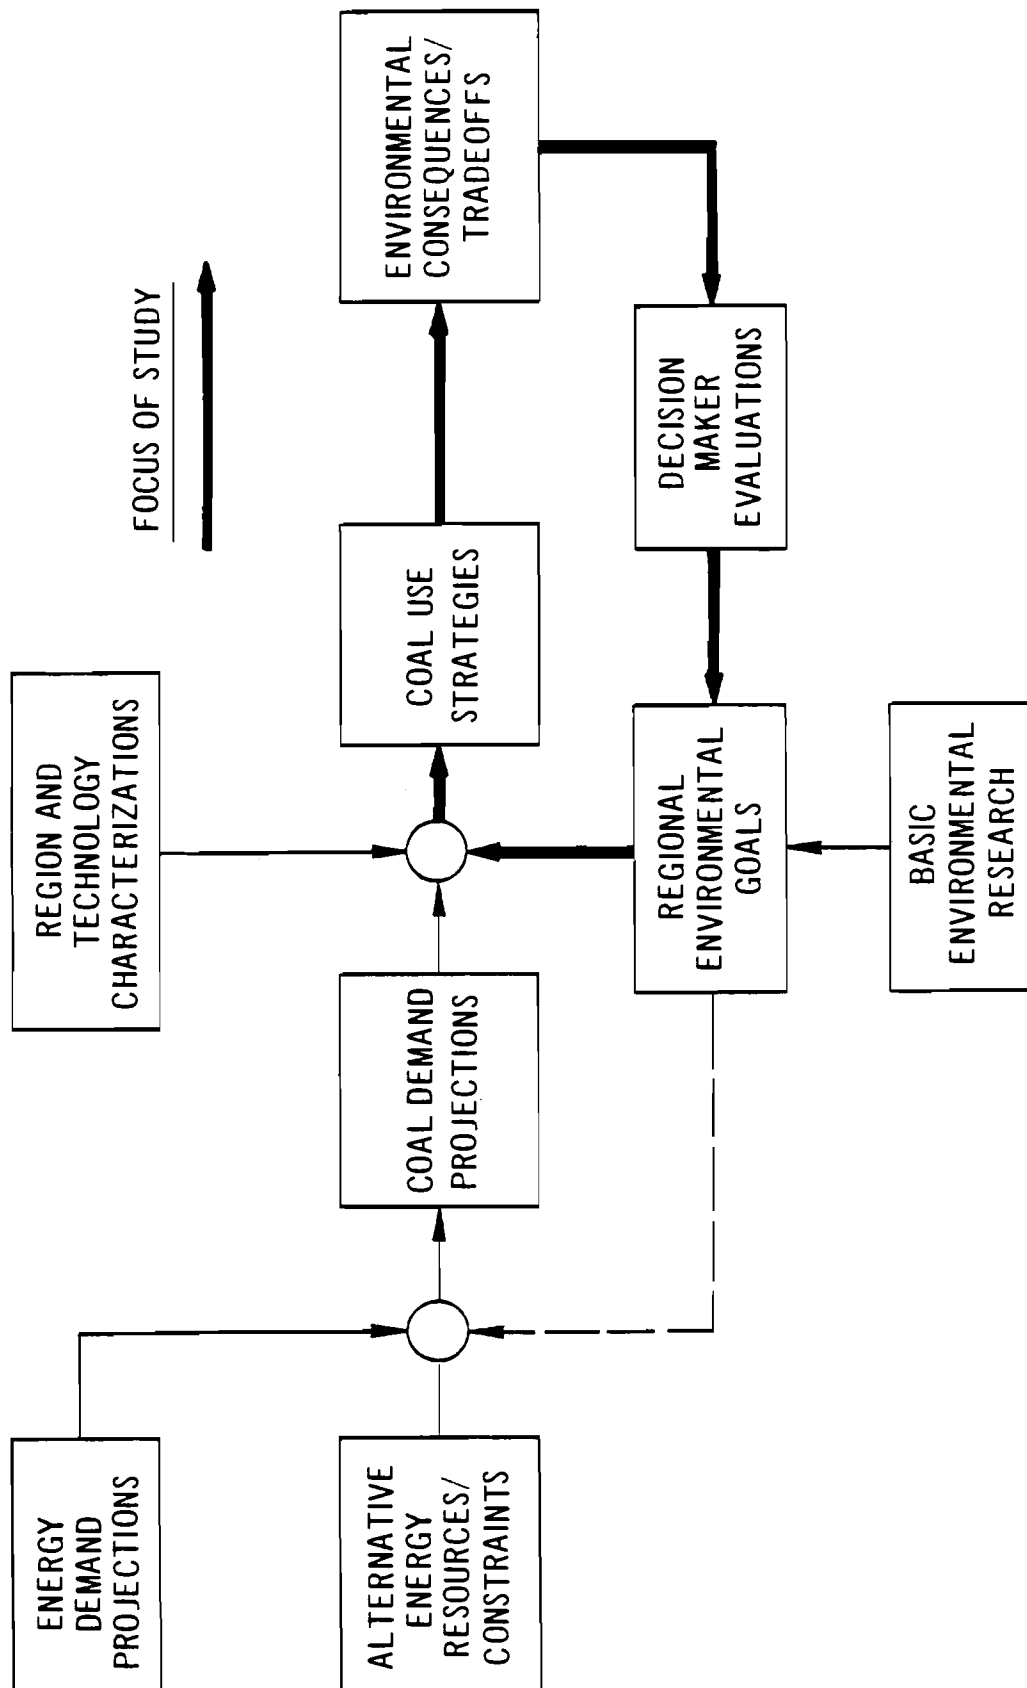 FOCUS OF STUDY
ENERGY
DEMAND
PROJECTIONS
REGION AND
TECHNOLOGY
CHARACTERIZATIONS
ALTERNATIVE
ENERGY
RESOURCES/
CONSTRAINTS
COAL DEMAND
PROJECTIONS
COAL USE
STRATEGIES
ENVIRONMENTAL
CONSEQUENCES/
TRADEOFFS
REGIONAL
ENVIRONMENTAL
GOALS
DECISION
MAKER
EVALUATIONS
BASIC
ENVIRONMENTAL
RESEARCH